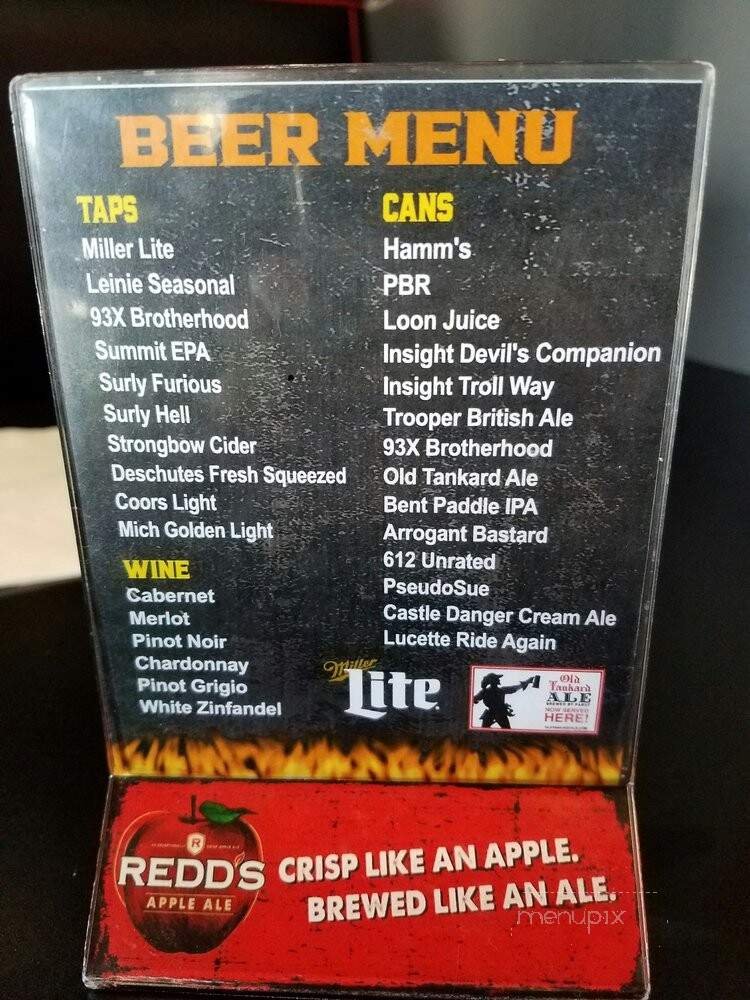 BEER MENU
TAPS
Miller Lite
Leinie Seasonal
93X Brotherhood
Summit EPA
Surly Furious
Surly Hell
Strongbow Cider
Deschutes Fresh Squeezed
Coors Light
Mich Golden Light
WINE
Cabernet
Merlot
Pinot Noir
Chardonnay
Pinot Grigio
White Zinfandel
CANS
Hamm's
PBR
Loon Juice
Insight Devil's Companion
Insight Troll Way
Trooper British Ale
93X Brotherhood
Old Tankard Ale
Bent Paddle IPA
Arrogant Bastard
612 Unrated
PseudoSue
Castle Danger Cream Ale
Lucette Ride Again
Miller
Lite
Old
Tankard
ALE
BREWED BY PABST
NOW SERVED
HERE!
R
REDD'S
APPLE ALE
CRISP LIKE AN APPLE.
BREWED LIKE AN ALE.
menupix